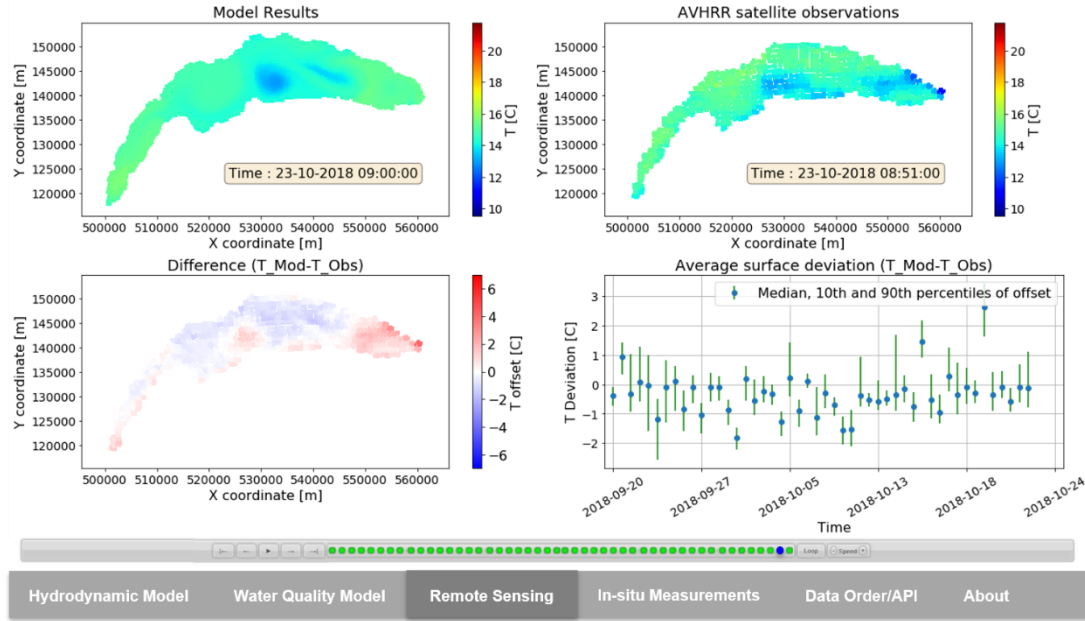 Model Results
20
18
16
14
12
10
T [C]
150000
145000
140000
135000
130000
125000
120000
Y coordinate [m]
Time : 23-10-2018 09:00:00
500000 510000 520000 530000 540000 550000 560000
X coordinate [m]
AVHRR satellite observations
20
18
16
14
12
10
T [C]
150000
145000
140000
135000
130000
125000
120000
Y coordinate [m]
Time : 23-10-2018 08:51:00
500000 510000 520000 530000 540000 550000 560000
X coordinate [m]
Difference (T_Mod-T_Obs)
6
4
2
0
−2
−4
−6
T offset [C]
150000
145000
140000
135000
130000
125000
120000
Y coordinate [m]
500000 510000 520000 530000 540000 550000 560000
X coordinate [m]
Average surface deviation (T_Mod-T_Obs)
Median, 10th and 90th percentiles of offset
3
2
1
0
−1
−2
T Deviation [C]
2018-09-20 2018-09-27 2018-10-05 2018-10-13 2018-10-18 2018-10-24
Time
Loop
- Speed +
Hydrodynamic Model Water Quality Model Remote Sensing In-situ Measurements Data Order/API About